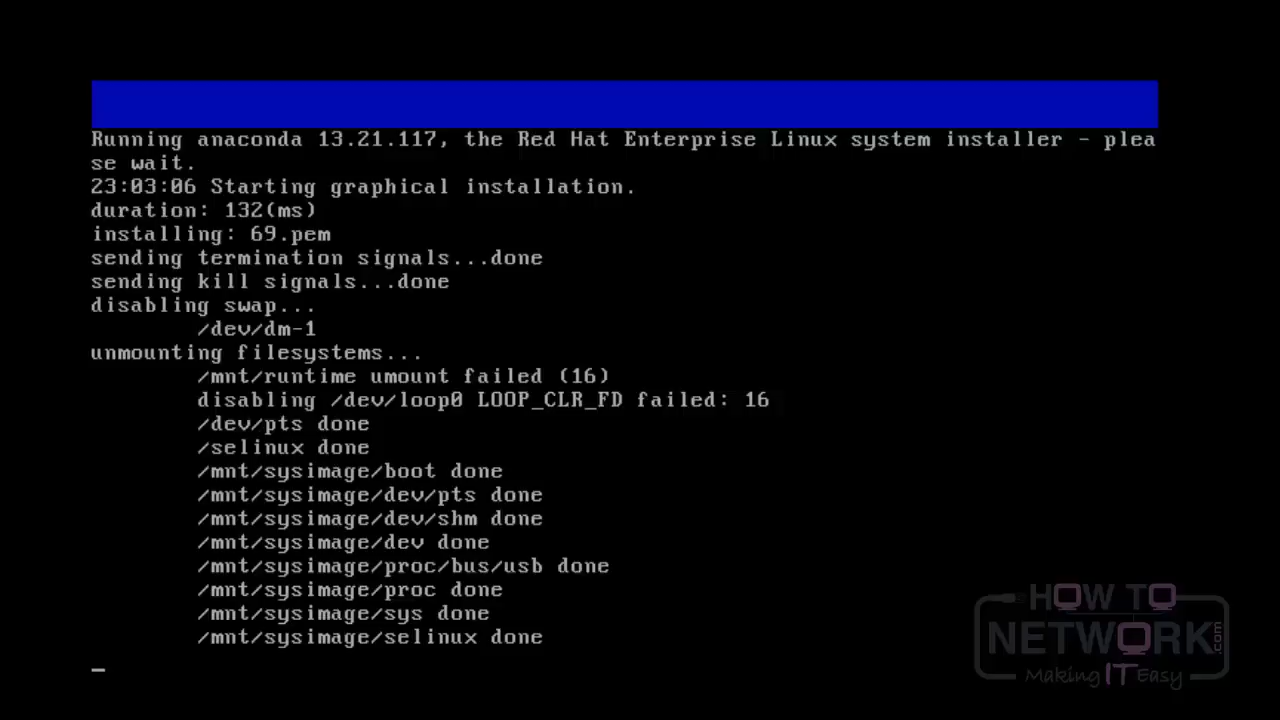 Running anaconda 13.21.117, the Red Hat Enterprise Linux system installer - plea
se wait.
23:03:06 Starting graphical installation.
duration: 132(ms)
installing: 69.pem
sending termination signals...done
sending kill signals...done
disabling swap...
/dev/dm-1
unmounting filesystems...
/mnt/runtime umount failed (16)
disabling /dev/loop0 LOOP_CLR_FD failed: 16
/dev/pts done
/selinux done
/mnt/sysimage/boot done
/mnt/sysimage/dev/pts done
/mnt/sysimage/dev/shm done
/mnt/sysimage/dev done
/mnt/sysimage/proc/bus/usb done
/mnt/sysimage/proc done
/mnt/sysimage/sys done
/mnt/sysimage/selinux done
_
HOW TO
NETWORK.com
Making IT Easy